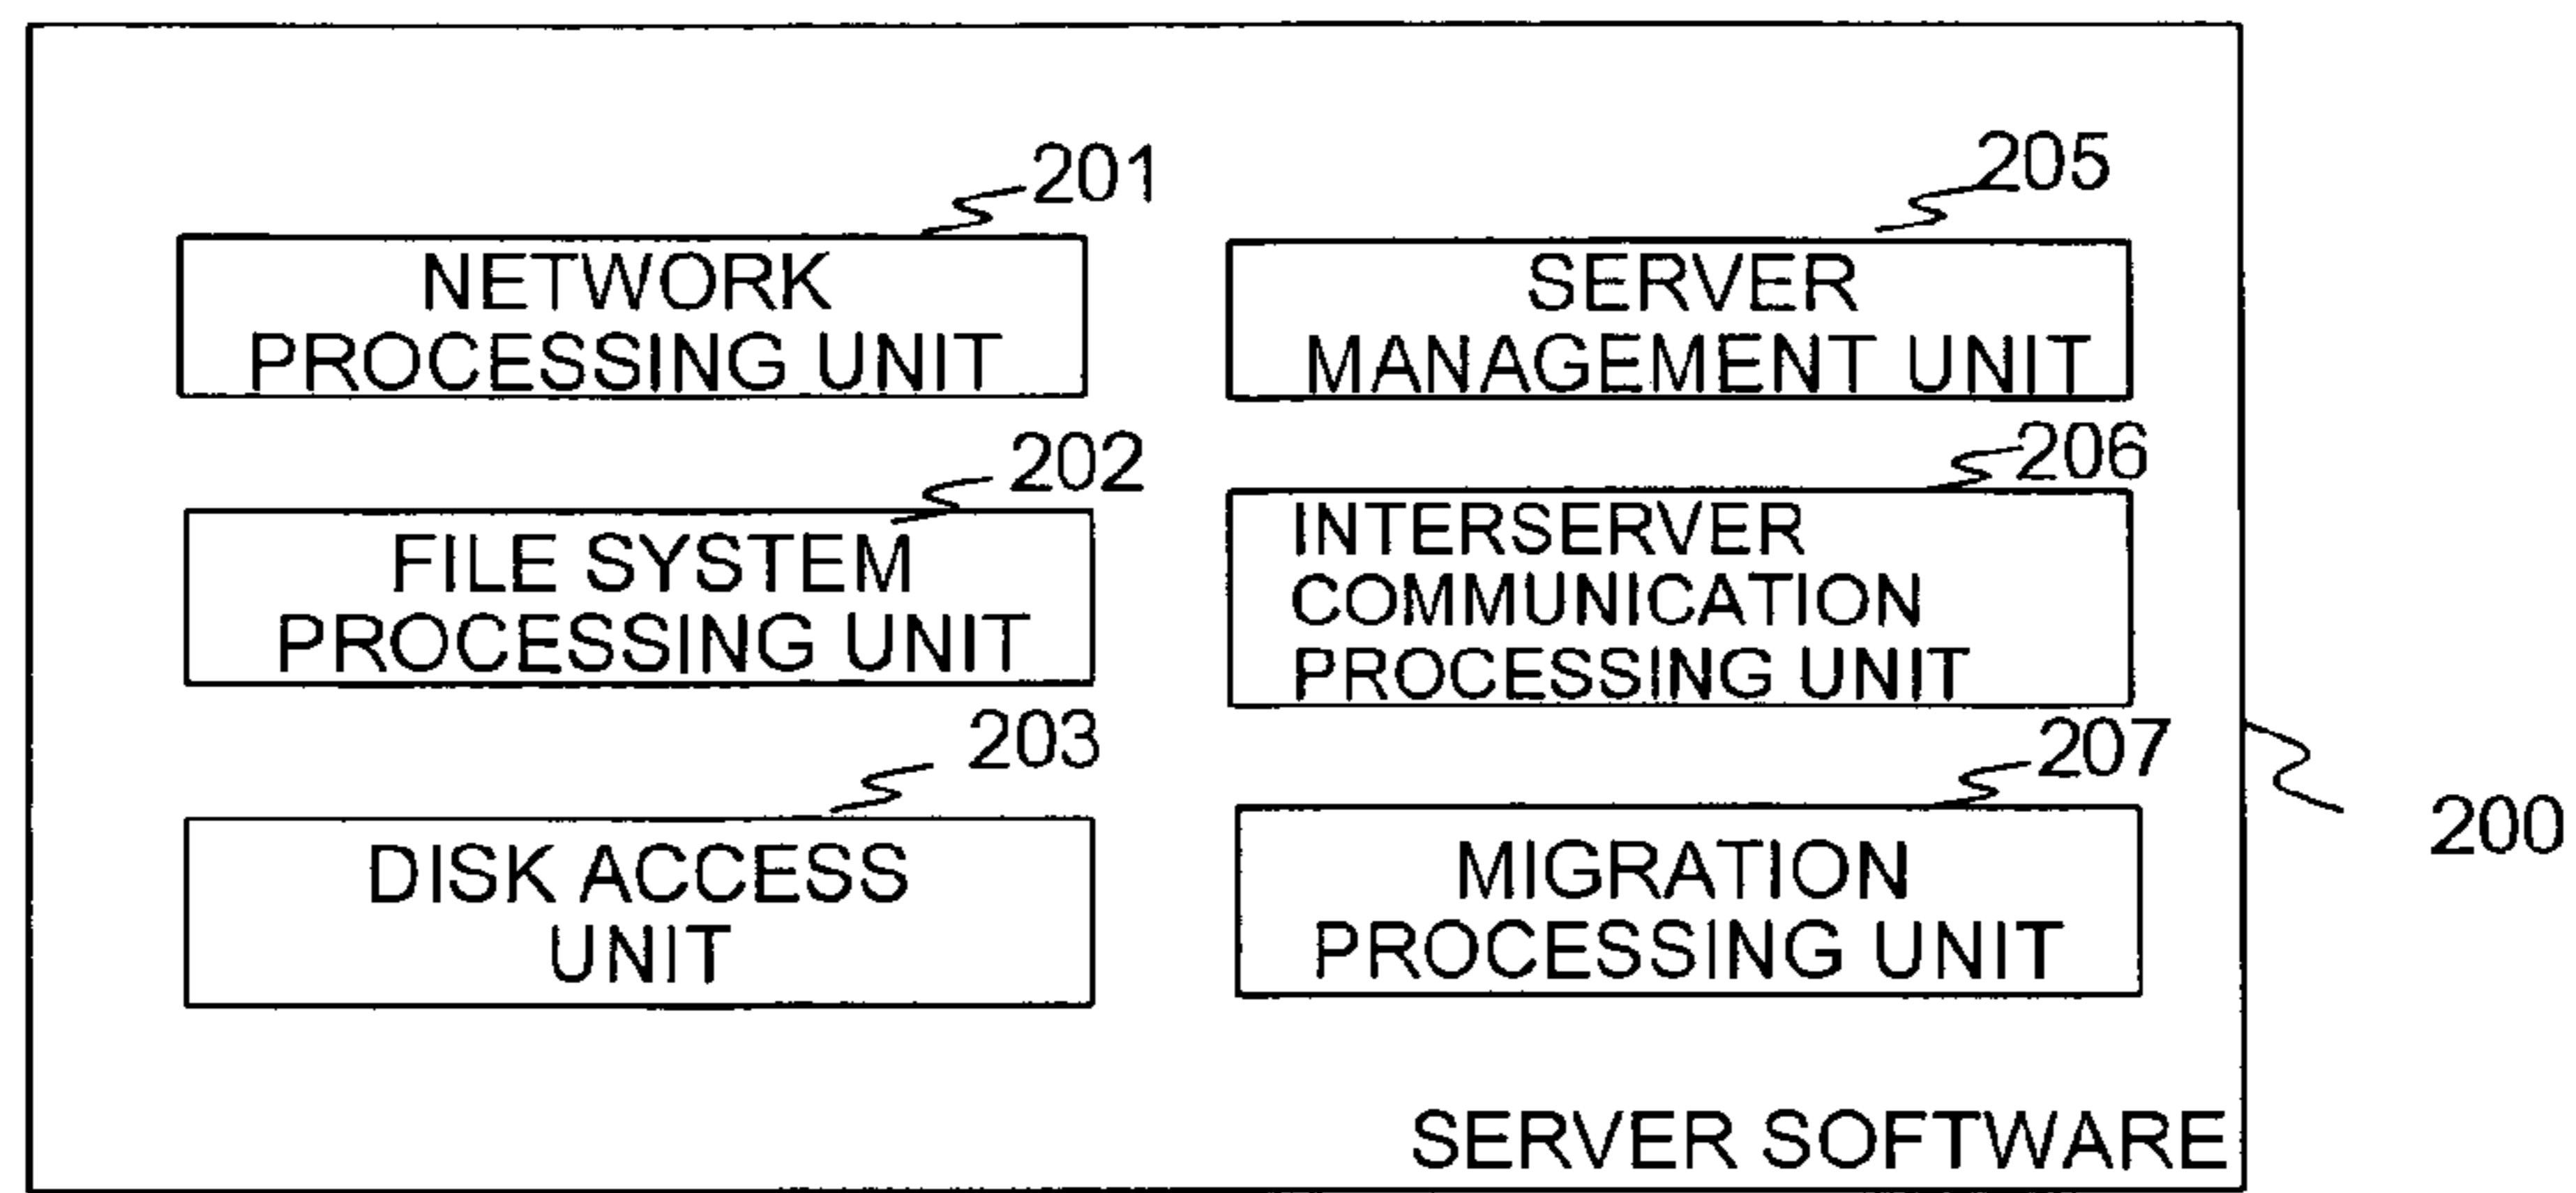 201
NETWORK
PROCESSING UNIT
202
FILE SYSTEM
PROCESSING UNIT
203
DISK ACCESS
UNIT
205
SERVER
MANAGEMENT UNIT
206
INTERSERVER
COMMUNICATION
PROCESSING UNIT
207
MIGRATION
PROCESSING UNIT
200
SERVER SOFTWARE